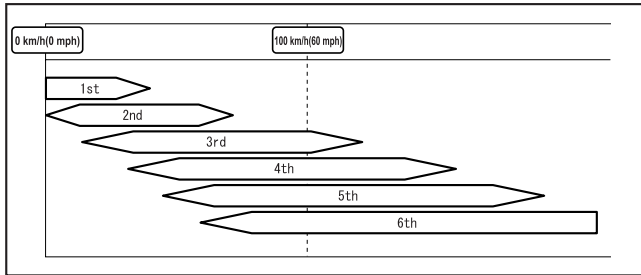 0 km/h(0 mph)
100 km/h(60 mph)
1st
2nd
3rd
4th
5th
6th